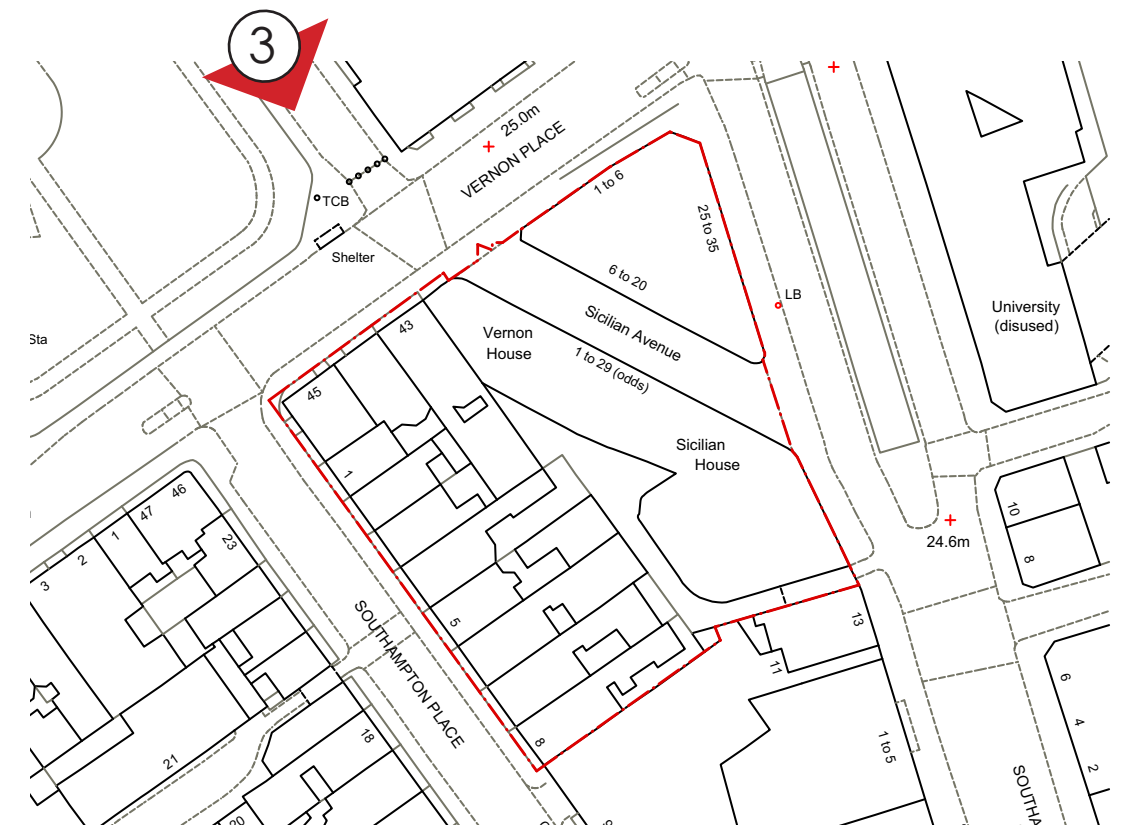 3
25.0m
VERNON PLACE
TCB
Shelter
1 to 6
25 to 35
6 to 20
Sicilian Avenue
LB
University
(disused)
Sta
43
Vernon
House
1 to 29 (odds)
45
Sicilian
House
1
46
47
1
2
3
23
10
8
24.6m
5
SOUTHAMPTON PLACE
13
11
6
4
2
8
18
21
20
1 to 5
SOUTHA